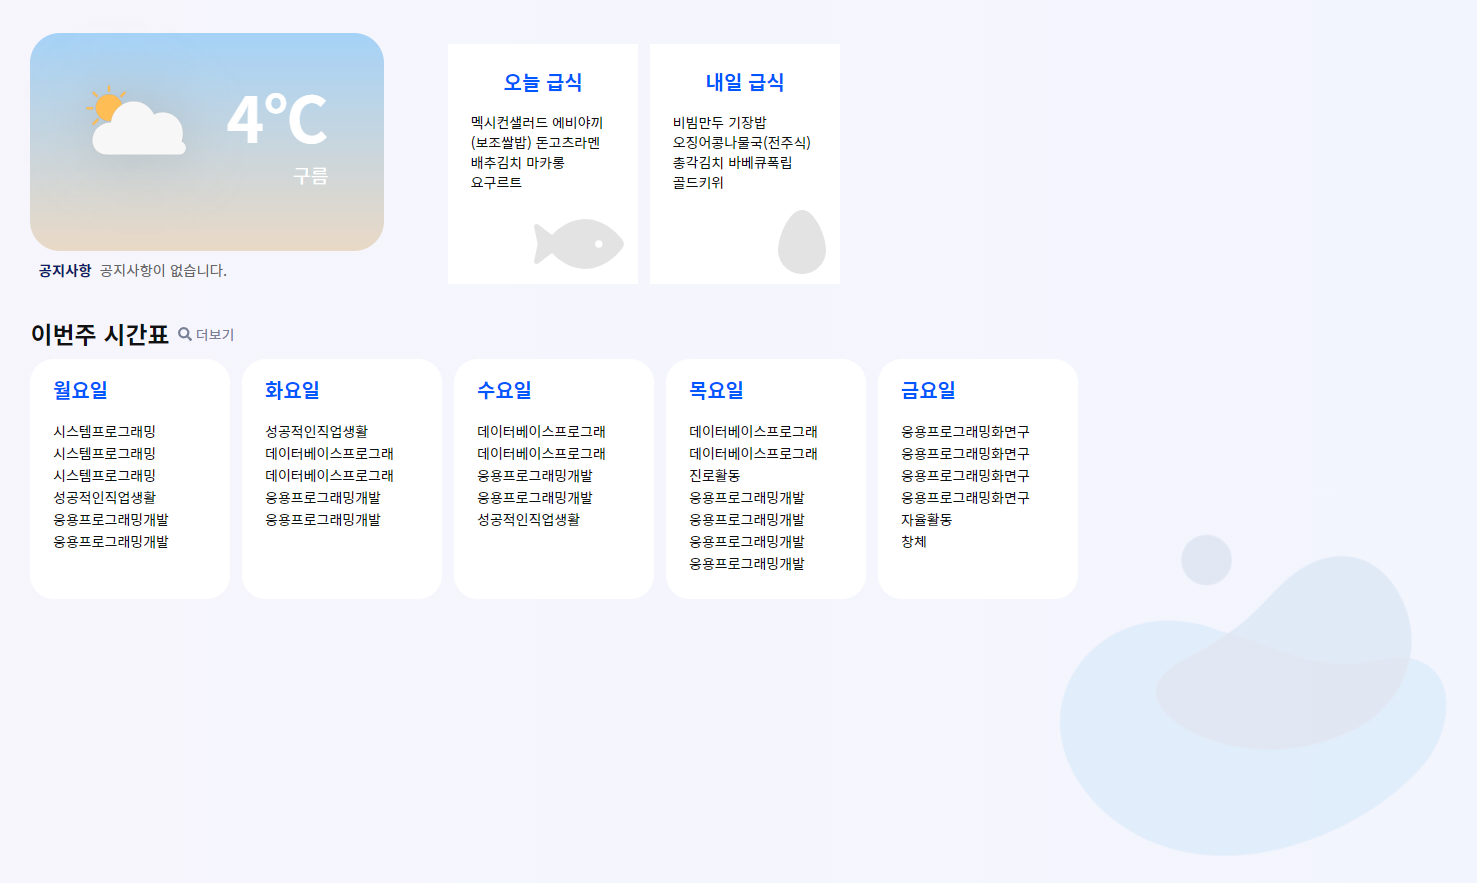 4°C
구름
공지사항 공지사항이 없습니다.
오늘 급식
멕시컨샐러드 에비야끼
(보조쌀밥) 돈고츠라멘
배추김치 마카롱
요구르트
내일 급식
비빔만두 기장밥
오징어콩나물국(전주식)
총각김치 바베큐폭립
골드키위
이번주 시간표 더보기
월요일
시스템프로그래밍
시스템프로그래밍
시스템프로그래밍
성공적인직업생활
응용프로그래밍개발
응용프로그래밍개발
화요일
성공적인직업생활
데이터베이스프로그래
데이터베이스프로그래
응용프로그래밍개발
응용프로그래밍개발
수요일
데이터베이스프로그래
데이터베이스프로그래
응용프로그래밍개발
응용프로그래밍개발
성공적인직업생활
목요일
데이터베이스프로그래
데이터베이스프로그래
진로활동
응용프로그래밍개발
응용프로그래밍개발
응용프로그래밍개발
응용프로그래밍개발
금요일
응용프로그래밍화면구
응용프로그래밍화면구
응용프로그래밍화면구
응용프로그래밍화면구
자율활동
창체